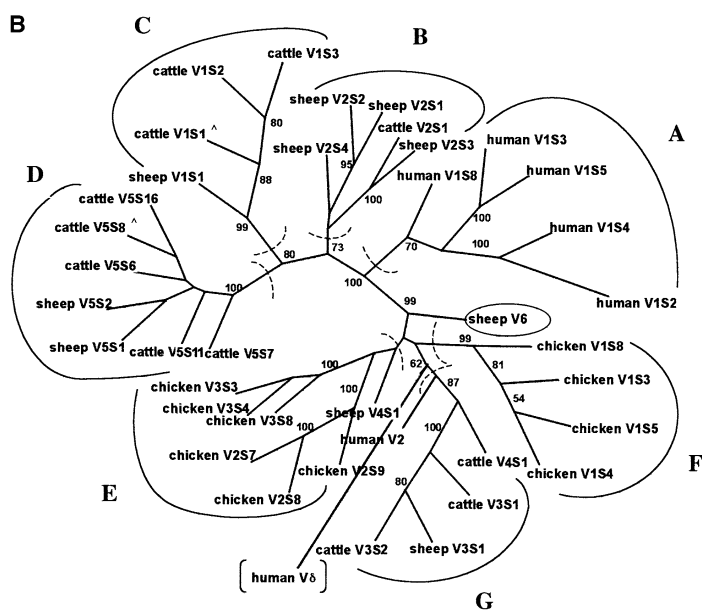 B
C
cattle V1S3
cattle V1S2
80
cattle V1S1 ^
88
sheep V1S1
99
B
sheep V2S2
sheep V2S1
cattle V2S1
sheep V2S4
sheep V2S3
95
100
73
A
human V1S3
human V1S5
human V1S8
human V1S4
human V1S2
100
100
70
100
D
cattle V5S16
cattle V5S8 ^
cattle V5S6
sheep V5S2
sheep V5S1
cattle V5S11
cattle V5S7
100
80
99
sheep V6
99
chicken V1S8
81
chicken V1S3
54
chicken V1S5
chicken V1S4
F
chicken V3S3
chicken V3S4
chicken V3S8
100
100
sheep V4S1
human V2
62
87
chicken V2S7
100
chicken V2S9
chicken V2S8
E
100
cattle V4S1
80
cattle V3S1
cattle V3S2
sheep V3S1
human Vδ
G